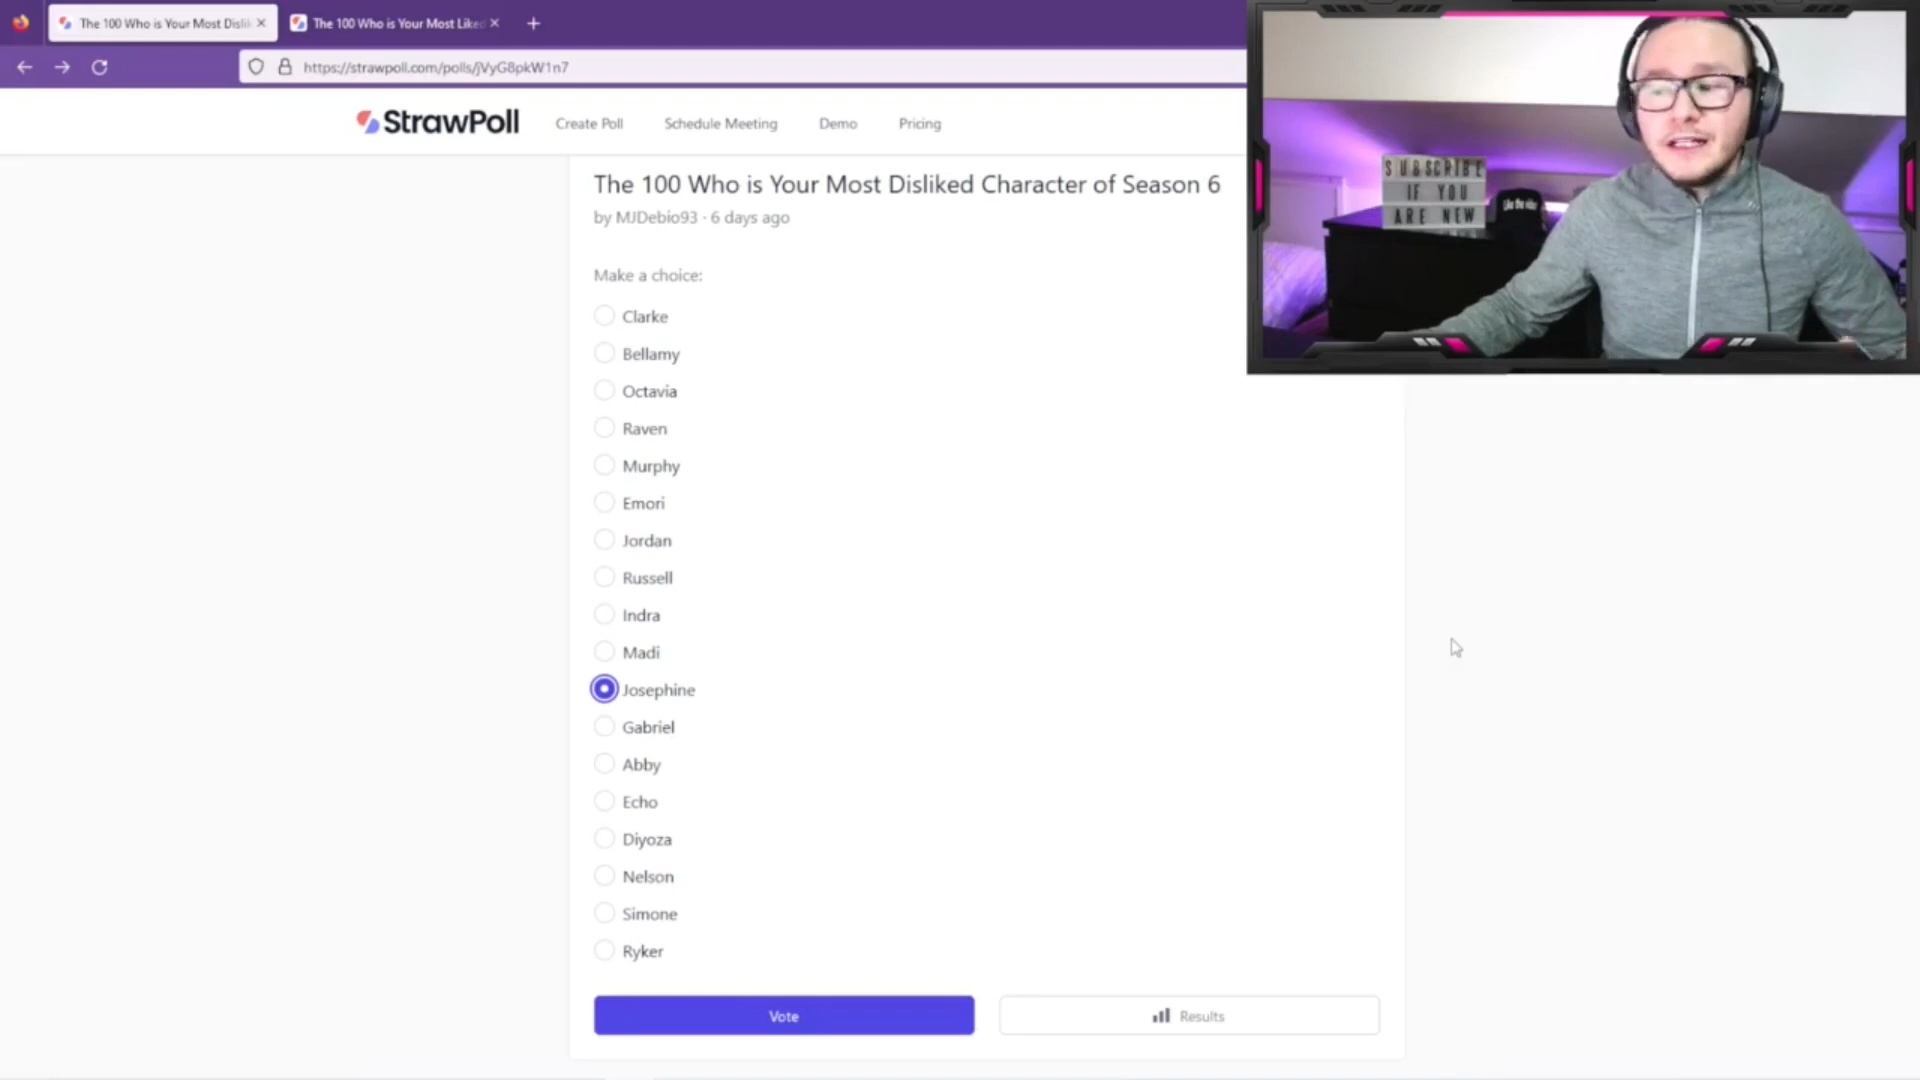 The 100 Who is Your Most Disli
The 100 Who is Your Most Liked
https://strawpoll.com/polls/jVyG8pkW1n7
StrawPoll
Create Poll
Schedule Meeting
Demo
Pricing
The 100 Who is Your Most Disliked Character of Season 6
by MJDebio93 · 6 days ago
Make a choice:
Clarke
Bellamy
Octavia
Raven
Murphy
Emori
Jordan
Russell
Indra
Madi
Josephine
Gabriel
Abby
Echo
Diyoza
Nelson
Simone
Ryker
Vote
Results
SUBSCRIBE
IF YOU
ARE NEW
Like the video